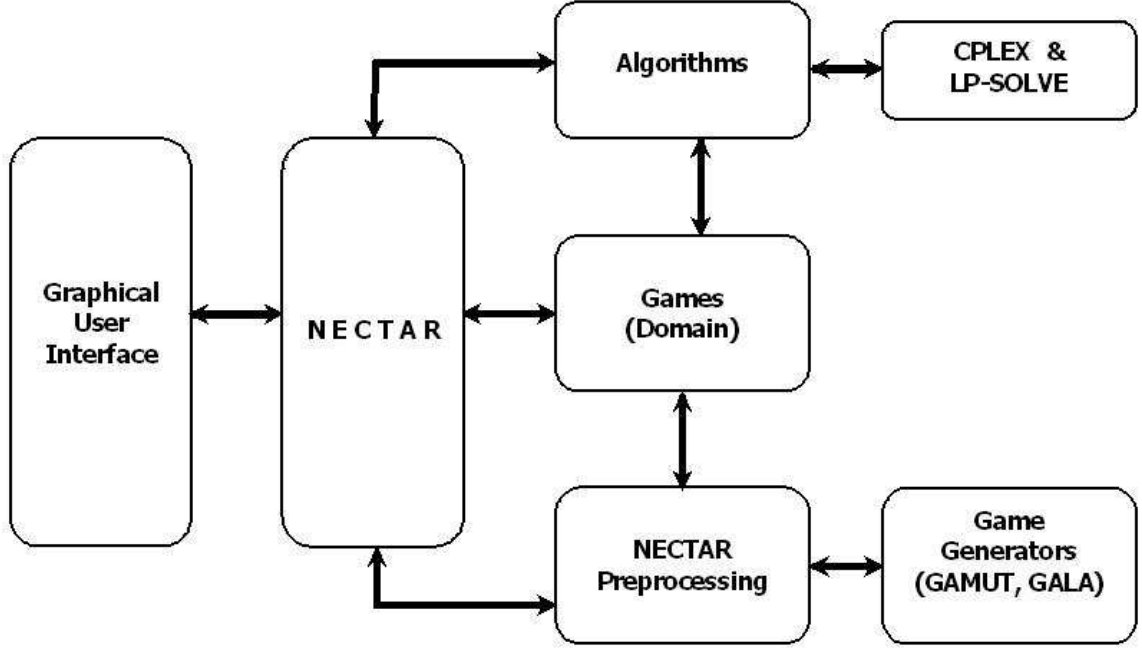 Algorithms
CPLEX & 
LP-SOLVE
Graphical
User
Interface
N E C T A R
Games
(Domain)
NECTAR
Preprocessing
Game
Generators
(GAMUT, GALA)